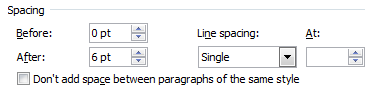 Spacing
Before: 0 pt Line spacing: At:
After: 6 pt Single
Don't add space between paragraphs of the same style